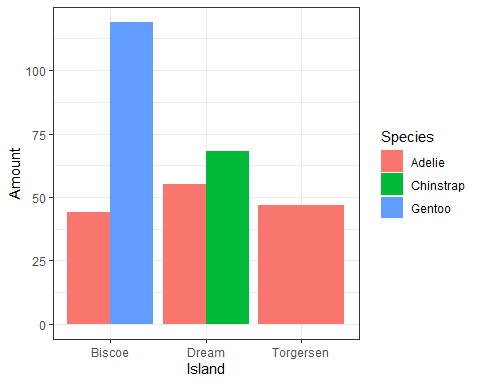 Amount
100
75
50
25
0
Biscoe Dream Torgersen
Island
Species
Adelie
Chinstrap
Gentoo